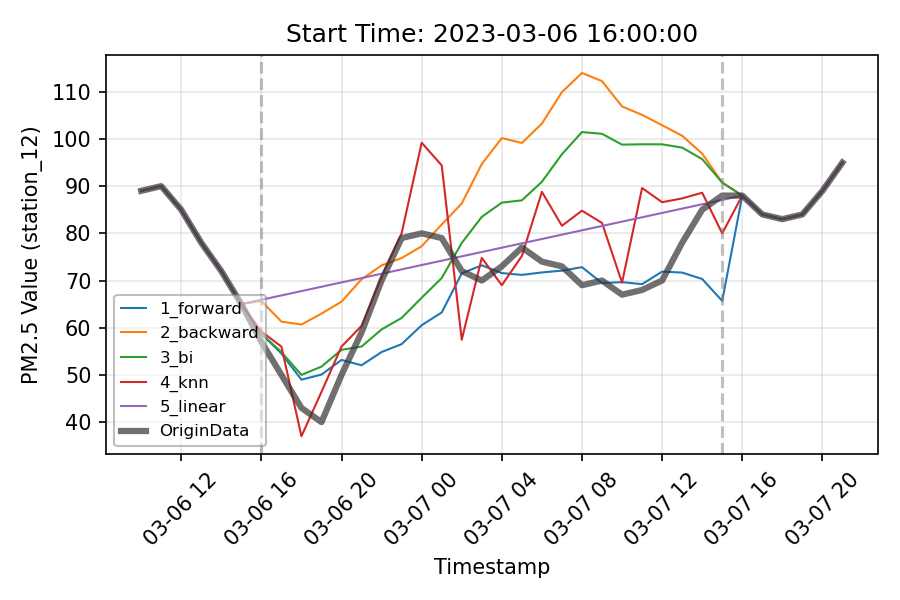 Start Time: 2023-03-06 16:00:00
PM2.5 Value (station_12)
110
100
90
80
70
60
50
40
1_forward
2_backward
3_bi
4_knn
5_linear
OriginData
03-06 12
03-06 16
03-06 20
03-07 00
03-07 04
03-07 08
03-07 12
03-07 16
03-07 20
Timestamp